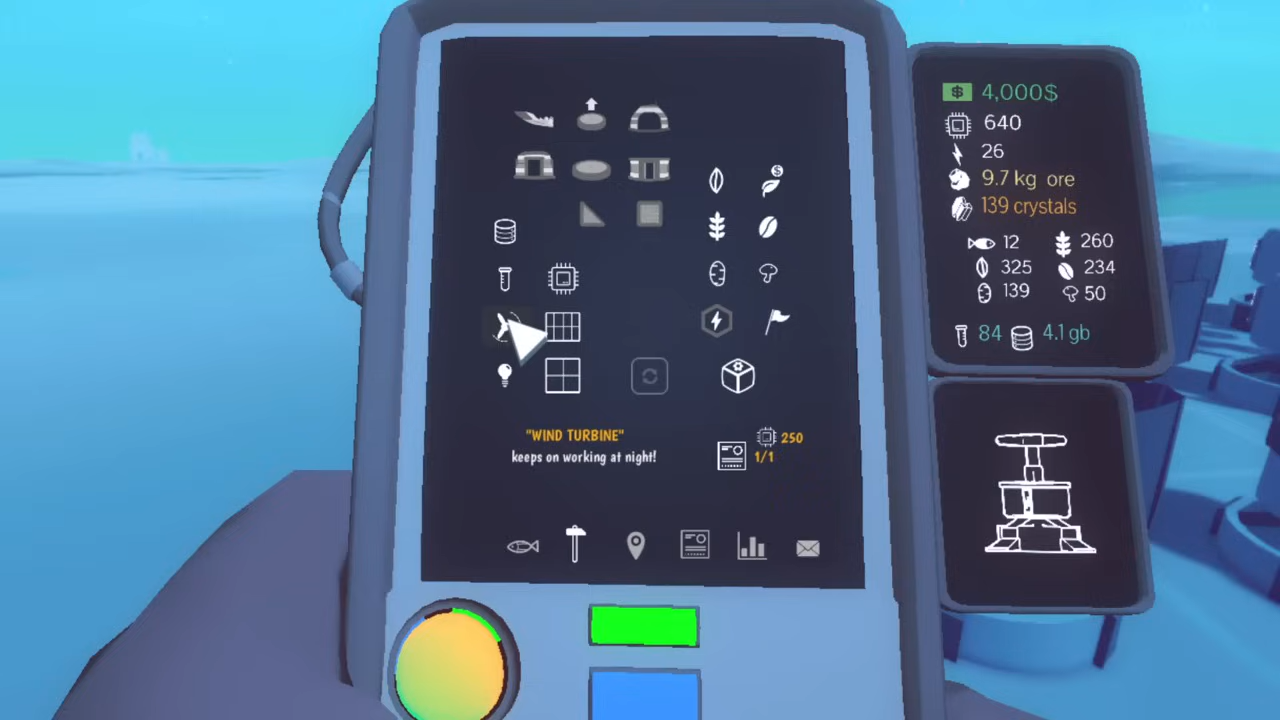 "WIND TURBINE"
keeps on working at night!
250
1/1
4,000$
640
26
9.7 kg ore
139 crystals
12 260
325 234
139 50
84 4.1 gb